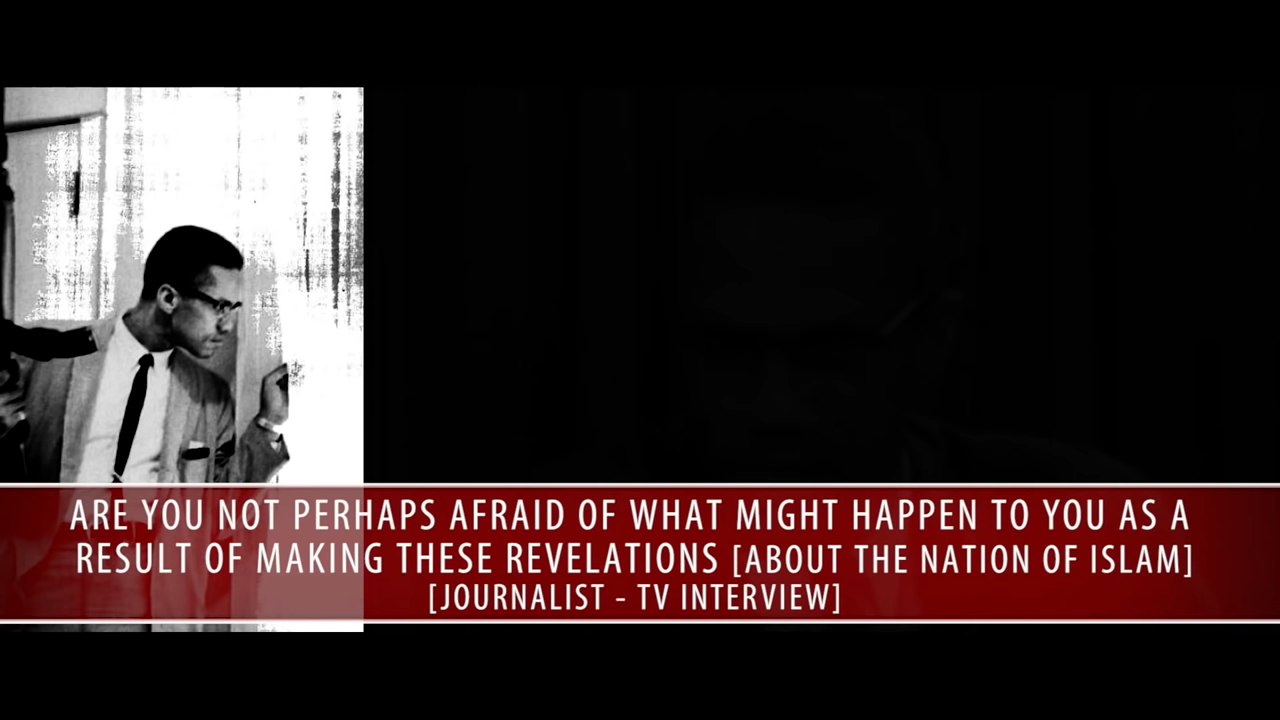 ARE YOU NOT PERHAPS AFRAID OF WHAT MIGHT HAPPEN TO YOU AS A
RESULT OF MAKING THESE REVELATIONS [ABOUT THE NATION OF ISLAM]
[JOURNALIST - TV INTERVIEW]